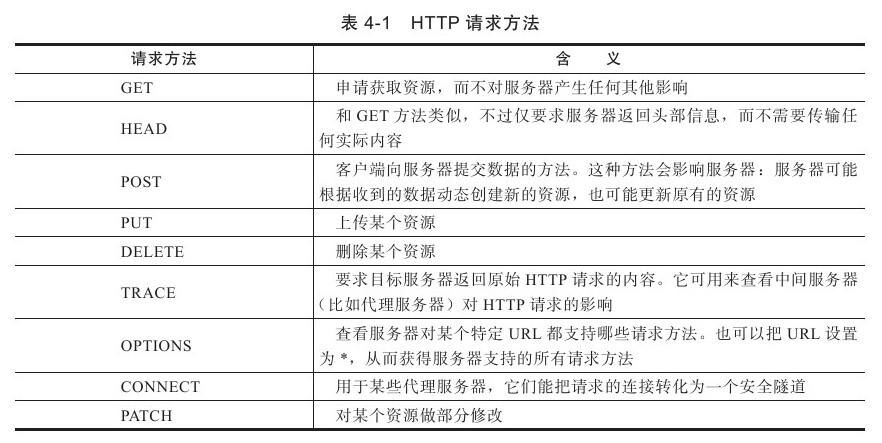 表 4-1 HTTP 请求方法
请求方法 含 义
GET 申请获取资源，而不对服务器产生任何其他影响
HEAD 和 GET 方法类似，不过仅要求服务器返回头部信息，而不需要传输任
何实际内容
POST 客户端向服务器提交数据的方法。这种方法会影响服务器：服务器可能
根据收到的数据动态创建新的资源，也可能更新原有的资源
PUT 上传某个资源
DELETE 删除某个资源
TRACE 要求目标服务器返回原始 HTTP 请求的内容。它可用来查看中间服务器
（比如代理服务器）对 HTTP 请求的影响
OPTIONS 查看服务器对某个特定 URL 都支持哪些请求方法。也可以把 URL 设置
为 *，从而获得服务器支持的所有请求方法
CONNECT 用于某些代理服务器，它们能把请求的连接转化为一个安全隧道
PATCH 对某个资源做部分修改